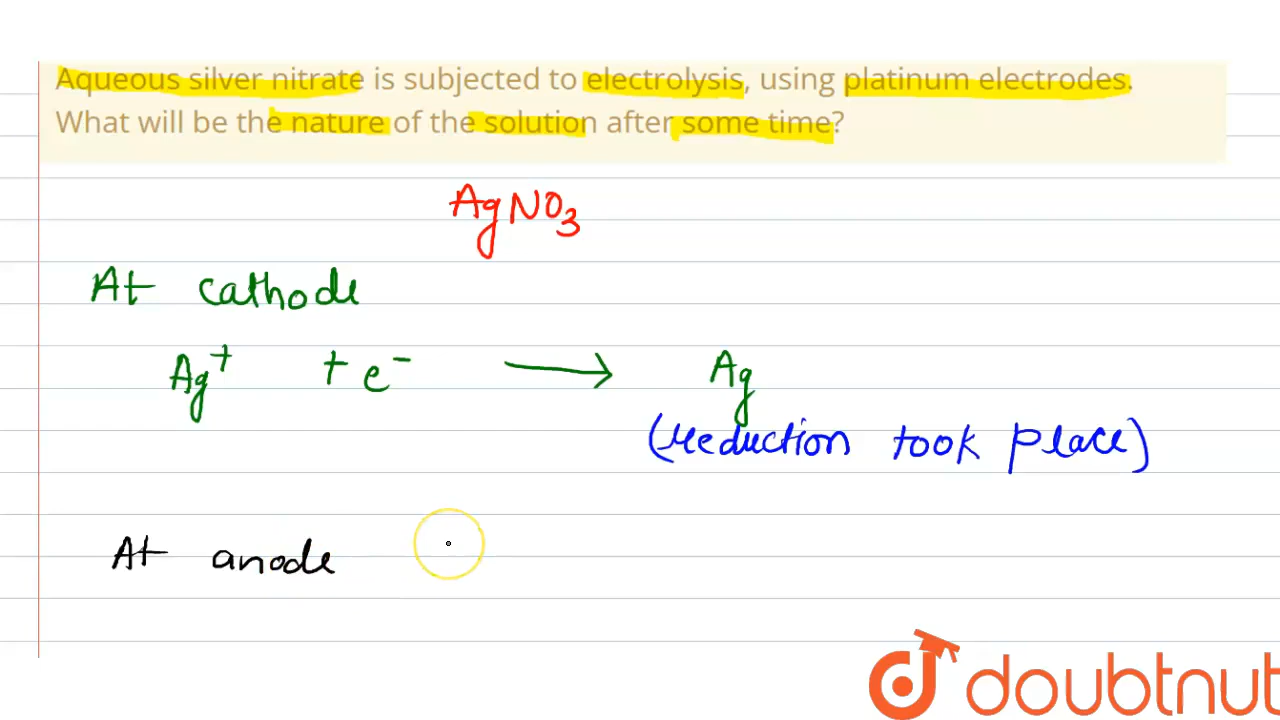 Aqueous silver nitrate is subjected to electrolysis, using platinum electrodes.
What will be the nature of the solution after some time?
AgNO3
At cathode
Ag+ + e− → Ag
(reduction took place)
At anode
doubtnut